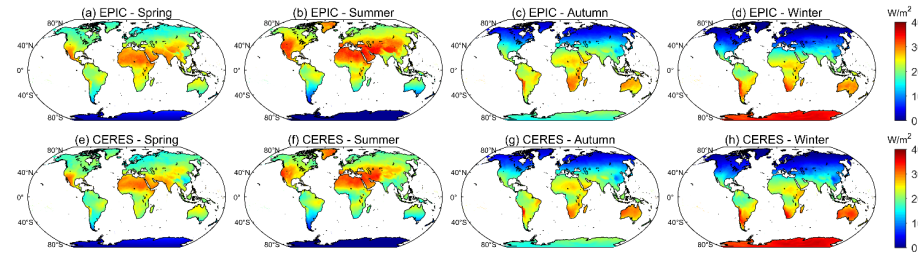 (a) EPIC - Spring (b) EPIC - Summer (c) EPIC - Autumn (d) EPIC - Winter W/m²
80°N 80°N 80°N 80°N 4
40°N 40°N 40°N 40°N 3
0° 0° 0° 0° 2
40°S 40°S 40°S 40°S 1
80°S 80°S 80°S 80°S 0
(e) CERES - Spring (f) CERES - Summer (g) CERES - Autumn (h) CERES - Winter W/m²
80°N 80°N 80°N 80°N 4
40°N 40°N 40°N 40°N 3
0° 0° 0° 0° 2
40°S 40°S 40°S 40°S 1
80°S 80°S 80°S 80°S 0